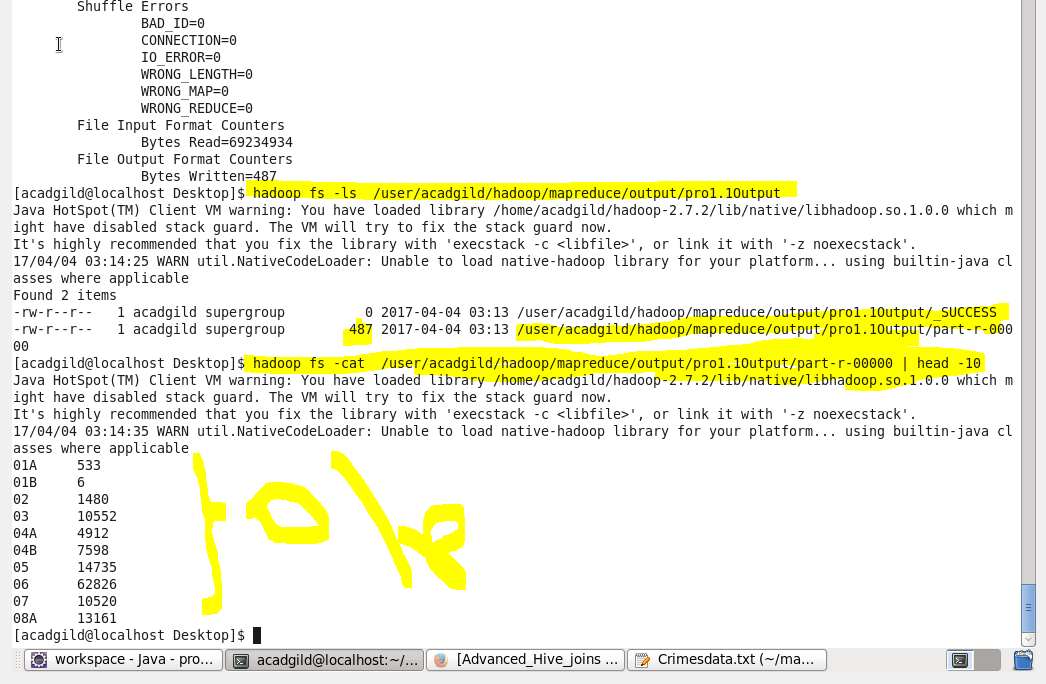 Shuffle Errors
BAD_ID=0
CONNECTION=0
IO_ERROR=0
WRONG_LENGTH=0
WRONG_MAP=0
WRONG_REDUCE=0
File Input Format Counters
Bytes Read=69234934
File Output Format Counters
Bytes Written=487
[acadgild@localhost Desktop]$ hadoop fs -ls  /user/acadgild/hadoop/mapreduce/output/pro1.1Output
Java HotSpot(TM) Client VM warning: You have loaded library /home/acadgild/hadoop-2.7.2/lib/native/libhadoop.so.1.0.0 which m
ight have disabled stack guard. The VM will try to fix the stack guard now.
It's highly recommended that you fix the library with 'execstack -c <libfile>', or link it with '-z noexecstack'.
17/04/04 03:14:25 WARN util.NativeCodeLoader: Unable to load native-hadoop library for your platform... using builtin-java cl
asses where applicable
Found 2 items
-rw-r--r--   1 acadgild supergroup          0 2017-04-04 03:13 /user/acadgild/hadoop/mapreduce/output/pro1.1Output/_SUCCESS
-rw-r--r--   1 acadgild supergroup        487 2017-04-04 03:13 /user/acadgild/hadoop/mapreduce/output/pro1.1Output/part-r-000
00
[acadgild@localhost Desktop]$ hadoop fs -cat  /user/acadgild/hadoop/mapreduce/output/pro1.1Output/part-r-00000 | head -10
Java HotSpot(TM) Client VM warning: You have loaded library /home/acadgild/hadoop-2.7.2/lib/native/libhadoop.so.1.0.0 which m
ight have disabled stack guard. The VM will try to fix the stack guard now.
It's highly recommended that you fix the library with 'execstack -c <libfile>', or link it with '-z noexecstack'.
17/04/04 03:14:35 WARN util.NativeCodeLoader: Unable to load native-hadoop library for your platform... using builtin-java cl
asses where applicable
01A 533
01B 6
02 1480
03 10552
04A 4912
04B 7598
05 14735
06 62826
07 10520
08A 13161
[acadgild@localhost Desktop]$
workspace - Java - pro... acadgild@localhost:~/... [Advanced_Hive_joins ... Crimesdata.txt (~/ma...